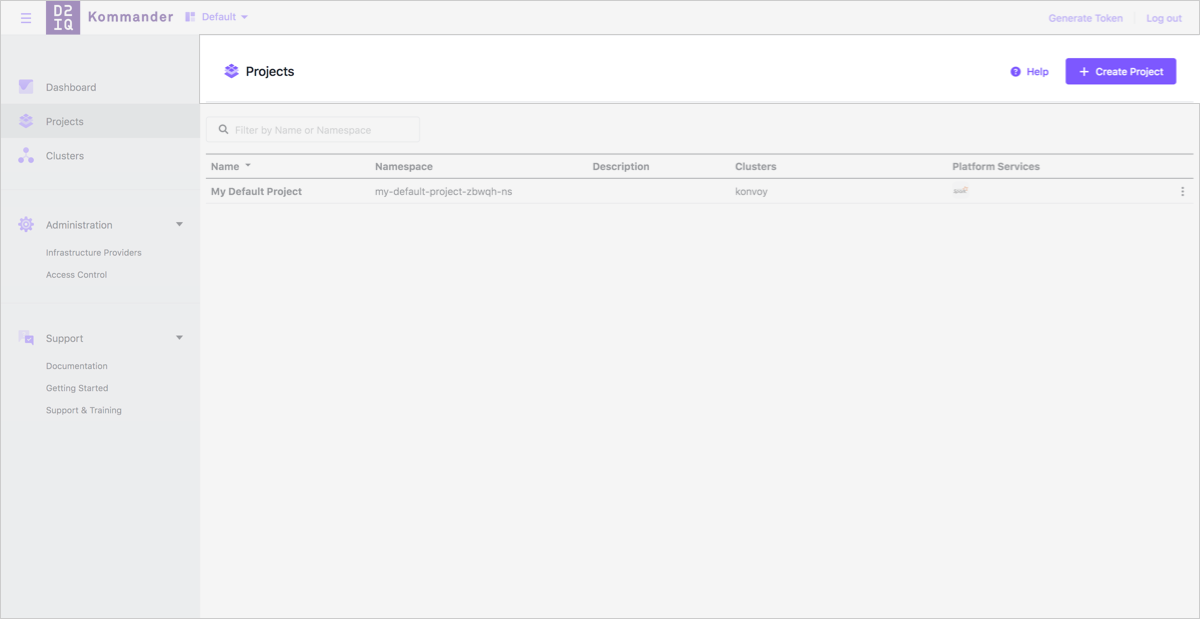 D2
IQ
Kommander
Default
Generate Token
Log out
Dashboard
Projects
Clusters
Administration
Infrastructure Providers
Access Control
Support
Documentation
Getting Started
Support & Training
Projects
Help
+ Create Project
Filter by Name or Namespace
Name Namespace Description Clusters Platform Services
My Default Project my-default-project-zbwqh-ns konvoy